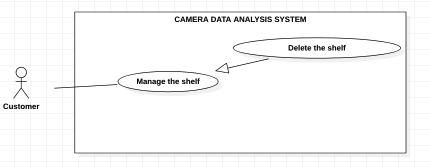 CAMERA DATA ANALYSIS SYSTEM
Delete the shelf
Manage the shelf
Customer